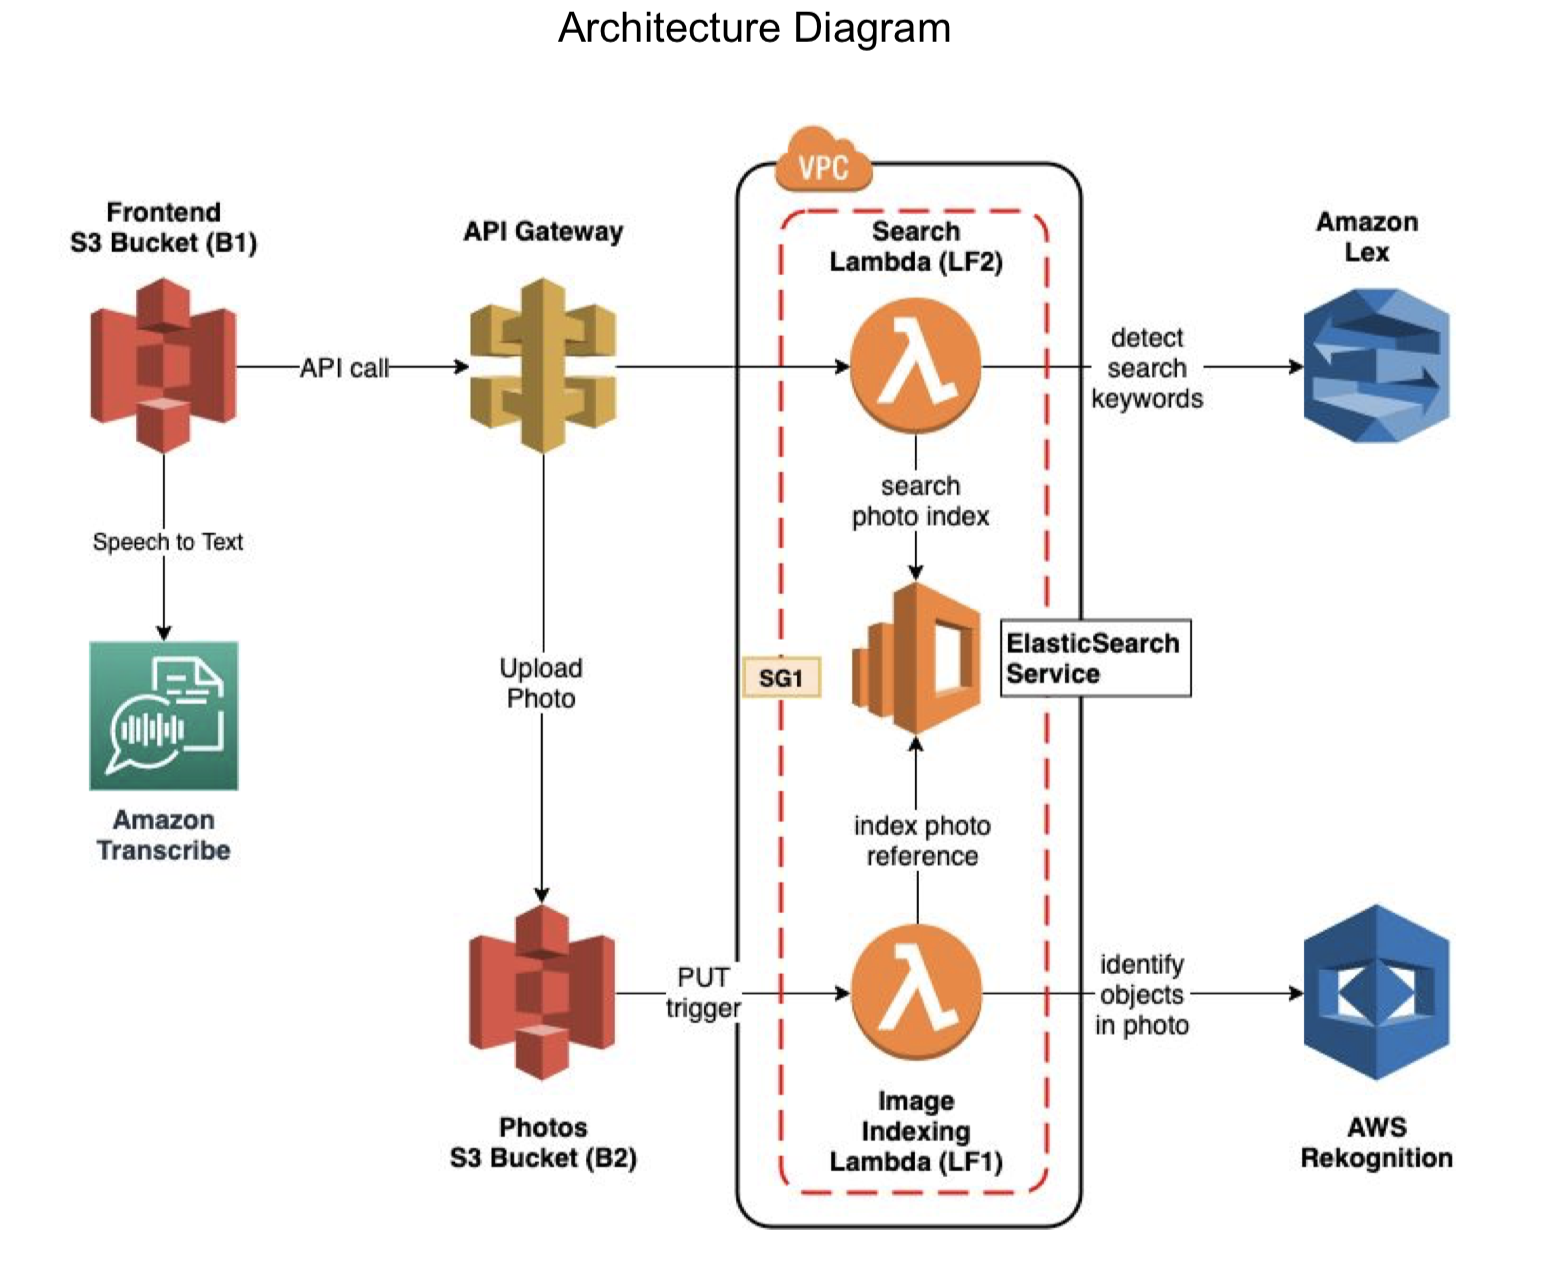 Architecture Diagram
VPC
Frontend
S3 Bucket (B1)
API Gateway
Search
Lambda (LF2)
Amazon
Lex
API call
detect
search
keywords
search
photo index
Speech to Text
ElasticSearch
Service
SG1
Upload
Photo
Amazon
Transcribe
index photo
reference
PUT
trigger
identify
objects
in photo
Photos
S3 Bucket (B2)
Image
Indexing
Lambda (LF1)
AWS
Rekognition